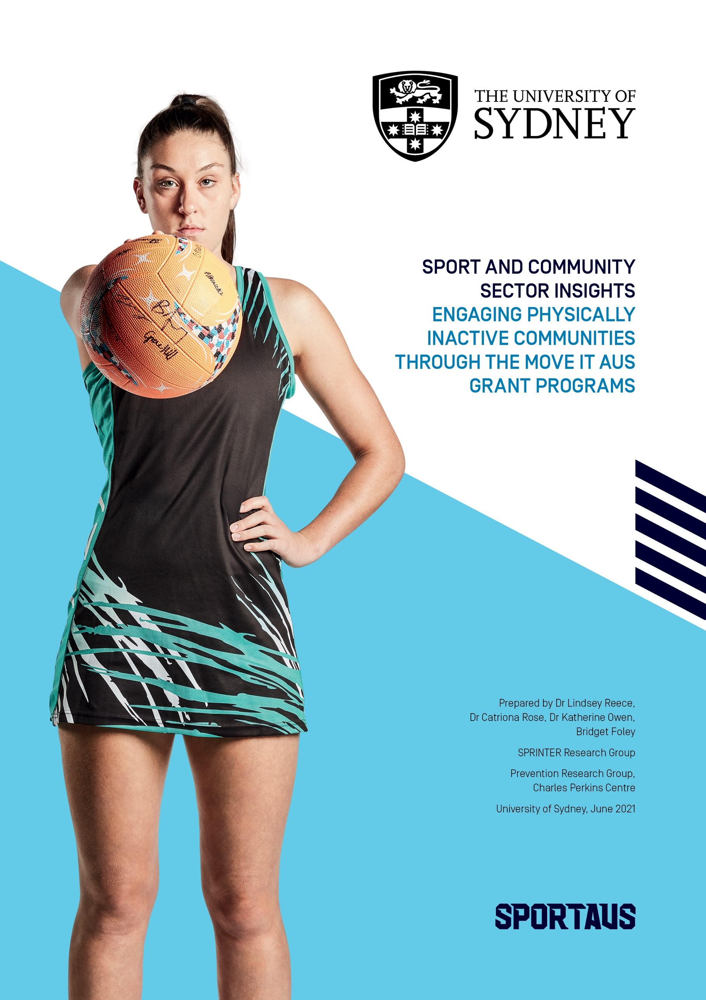 THE UNIVERSITY OF
SYDNEY
SPORT AND COMMUNITY
SECTOR INSIGHTS
ENGAGING PHYSICALLY
INACTIVE COMMUNITIES
THROUGH THE MOVE IT AUS
GRANT PROGRAMS
Grace Hill
Prepared by Dr Lindsey Reece,
Dr Catriona Rose, Dr Katherine Owen,
Bridget Foley
SPRINTER Research Group
Prevention Research Group,
Charles Perkins Centre
University of Sydney, June 2021
SPORTAUS